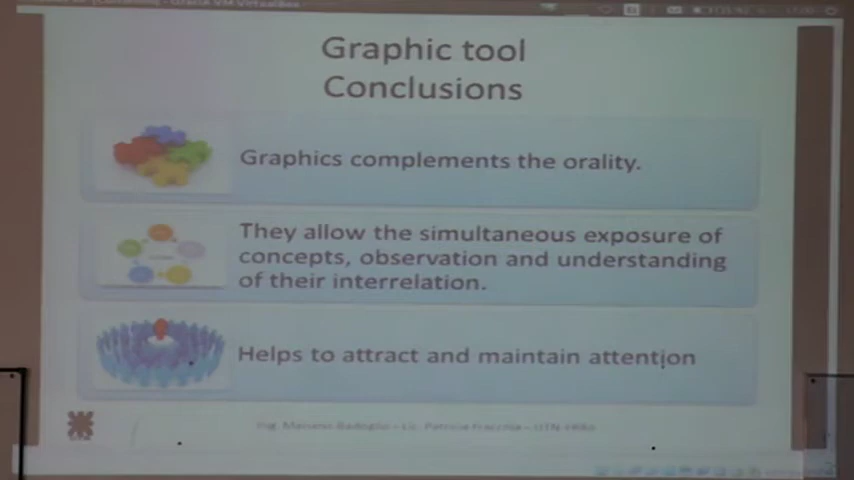 Graphic tool
Conclusions
Graphics complements the orality.
They allow the simultaneous exposure of
concepts, observation and understanding
of their interrelation.
Helps to attract and maintain attention